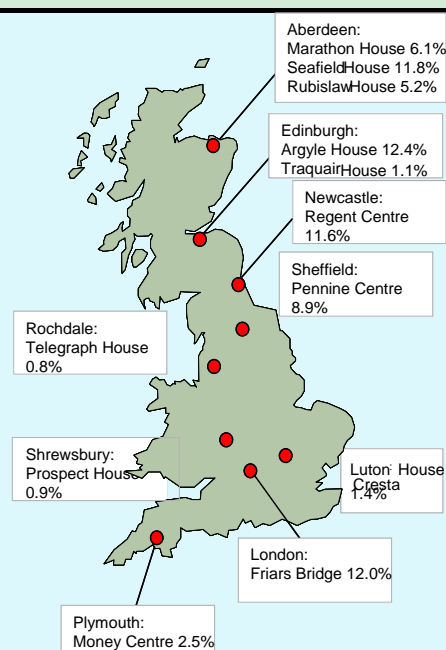 Aberdeen:
Marathon House 6.1%
Seafield House 11.8%
Rubislaw House 5.2%
Edinburgh:
Argyle House 12.4%
Traquair House 1.1%
Newcastle:
Regent Centre
11.6%
Sheffield:
Pennine Centre
8.9%
Rochdale:
Telegraph House
0.8%
Shrewsbury:
Prospect House
0.9%
Luton: House
Cresta
1.4%
London:
Friars Bridge 12.0%
Plymouth:
Money Centre 2.5%